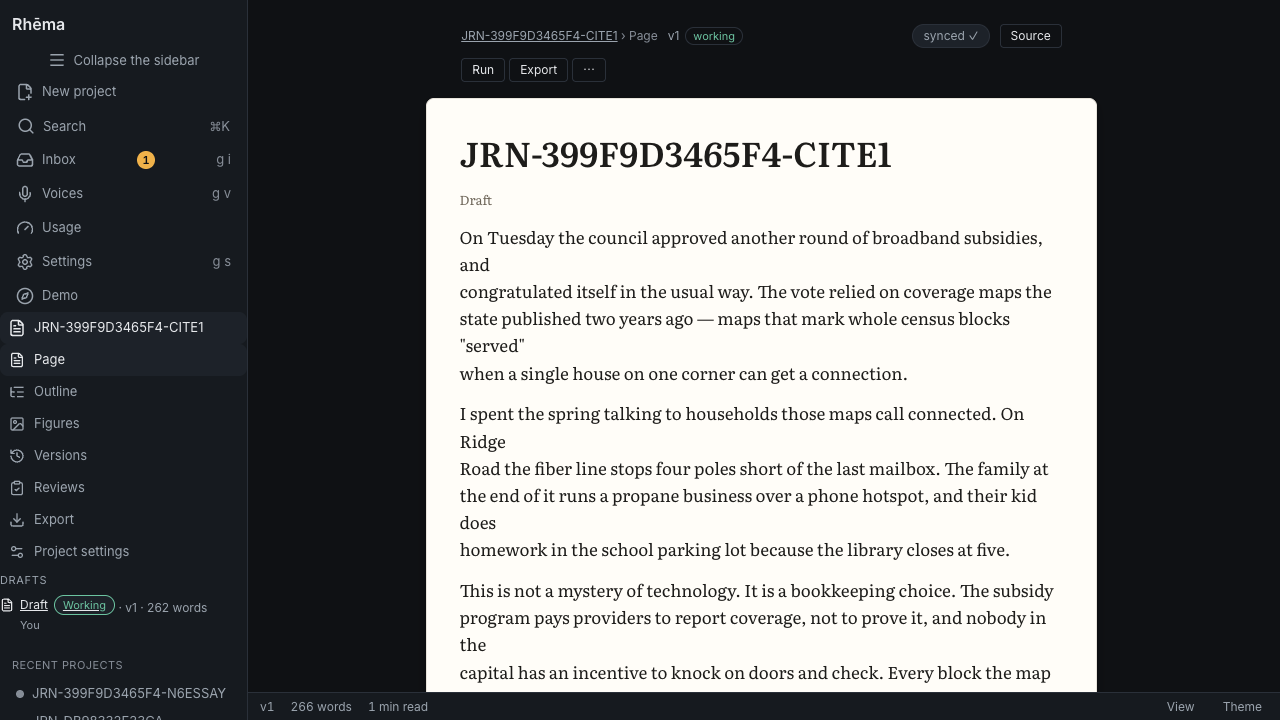 Rhēma
Collapse the sidebar
New project
Search ⌘K
Inbox 1 g i
Voices g v
Usage
Settings g s
Demo
JRN-399F9D3465F4-CITE1
Page
Outline
Figures
Versions
Reviews
Export
Project settings
DRAFTS
Draft Working · v1 · 262 words
You
RECENT PROJECTS
JRN-399F9D3465F4-N6ESSAY
JRN-399F9D3465F4-CITE1 › Page v1 working
synced ✓ Source
Run Export ···
JRN-399F9D3465F4-CITE1
Draft
On Tuesday the council approved another round of broadband subsidies,
and
congratulated itself in the usual way. The vote relied on coverage maps the
state published two years ago — maps that mark whole census blocks
"served"
when a single house on one corner can get a connection.
I spent the spring talking to households those maps call connected. On
Ridge
Road the fiber line stops four poles short of the last mailbox. The family at
the end of it runs a propane business over a phone hotspot, and their kid
does
homework in the school parking lot because the library closes at five.
This is not a mystery of technology. It is a bookkeeping choice. The subsidy
program pays providers to report coverage, not to prove it, and nobody in
the
capital has an incentive to knock on doors and check. Every block the map
v1 266 words 1 min read
View Theme